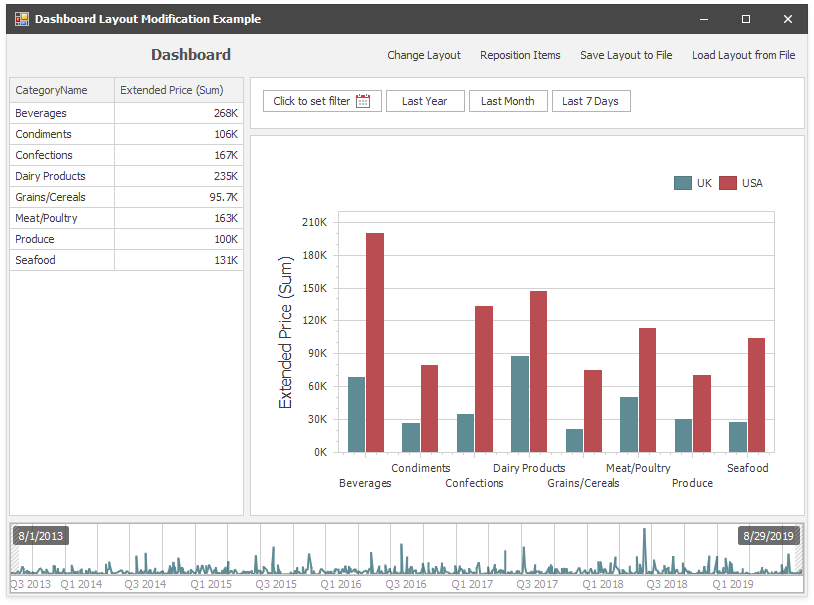 Dashboard Layout Modification Example
Dashboard
Change Layout Reposition Items Save Layout to File Load Layout from File
CategoryName Extended Price (Sum)
Beverages 268K
Condiments 106K
Confections 167K
Dairy Products 235K
Grains/Cereals 95.7K
Meat/Poultry 163K
Produce 100K
Seafood 131K
Click to set filter Last Year Last Month Last 7 Days
UK USA
Extended Price (Sum)
210K
180K
150K
120K
90K
60K
30K
0K
Condiments Dairy Products Meat/Poultry Seafood
Beverages Confections Grains/Cereals Produce
8/1/2013 8/29/2019
Q3 2013 Q1 2014 Q3 2014 Q1 2015 Q3 2015 Q1 2016 Q3 2016 Q1 2017 Q3 2017 Q1 2018 Q3 2018 Q1 2019